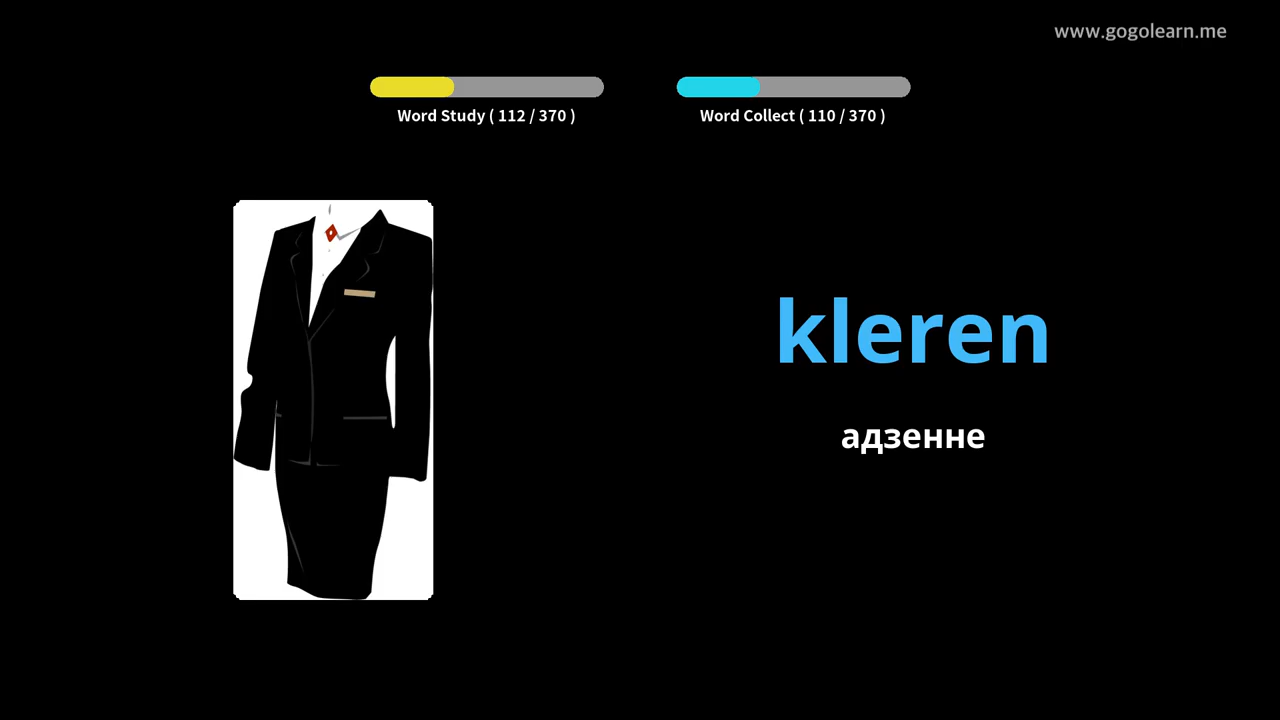 www.gogolearn.me
Word Study ( 112 / 370 )
Word Collect ( 110 / 370 )
kleren
адзенне